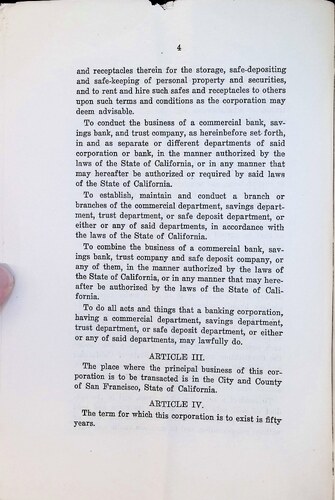 4
and receptacles therein for the storage, safe-depositing
and safe-keeping of personal property and securities,
and to rent and hire such safes and receptacles to others
upon such terms and conditions as the corporation may
deem advisable.
To conduct the business of a commercial bank, sav-
ings bank, and trust company, as hereinbefore set forth,
in and as separate or different departments of said
corporation or bank, in the manner authorized by the
laws of the State of California, or in any manner that
may hereafter be authorized or required by said laws
of the State of California.
To establish, maintain and conduct a branch or
branches of the commercial department, savings depart-
ment, trust department, or safe deposit department, or
either or any of said departments, in accordance with
the laws of the State of California.
To combine the business of a commercial bank, sav-
ings bank, trust company and safe deposit company, or
any of them, in the manner authorized by the laws of
the State of California, or in any manner that may here-
after be authorized by the laws of the State of Cali-
fornia.
To do all acts and things that a banking corporation,
having a commercial department, savings department,
trust department, or safe deposit department, or either
or any of said departments, may lawfully do.
ARTICLE III.
The place where the principal business of this cor-
poration is to be transacted is in the City and County
of San Francisco, State of California.
ARTICLE IV.
The term for which this corporation is to exist is fifty
years.